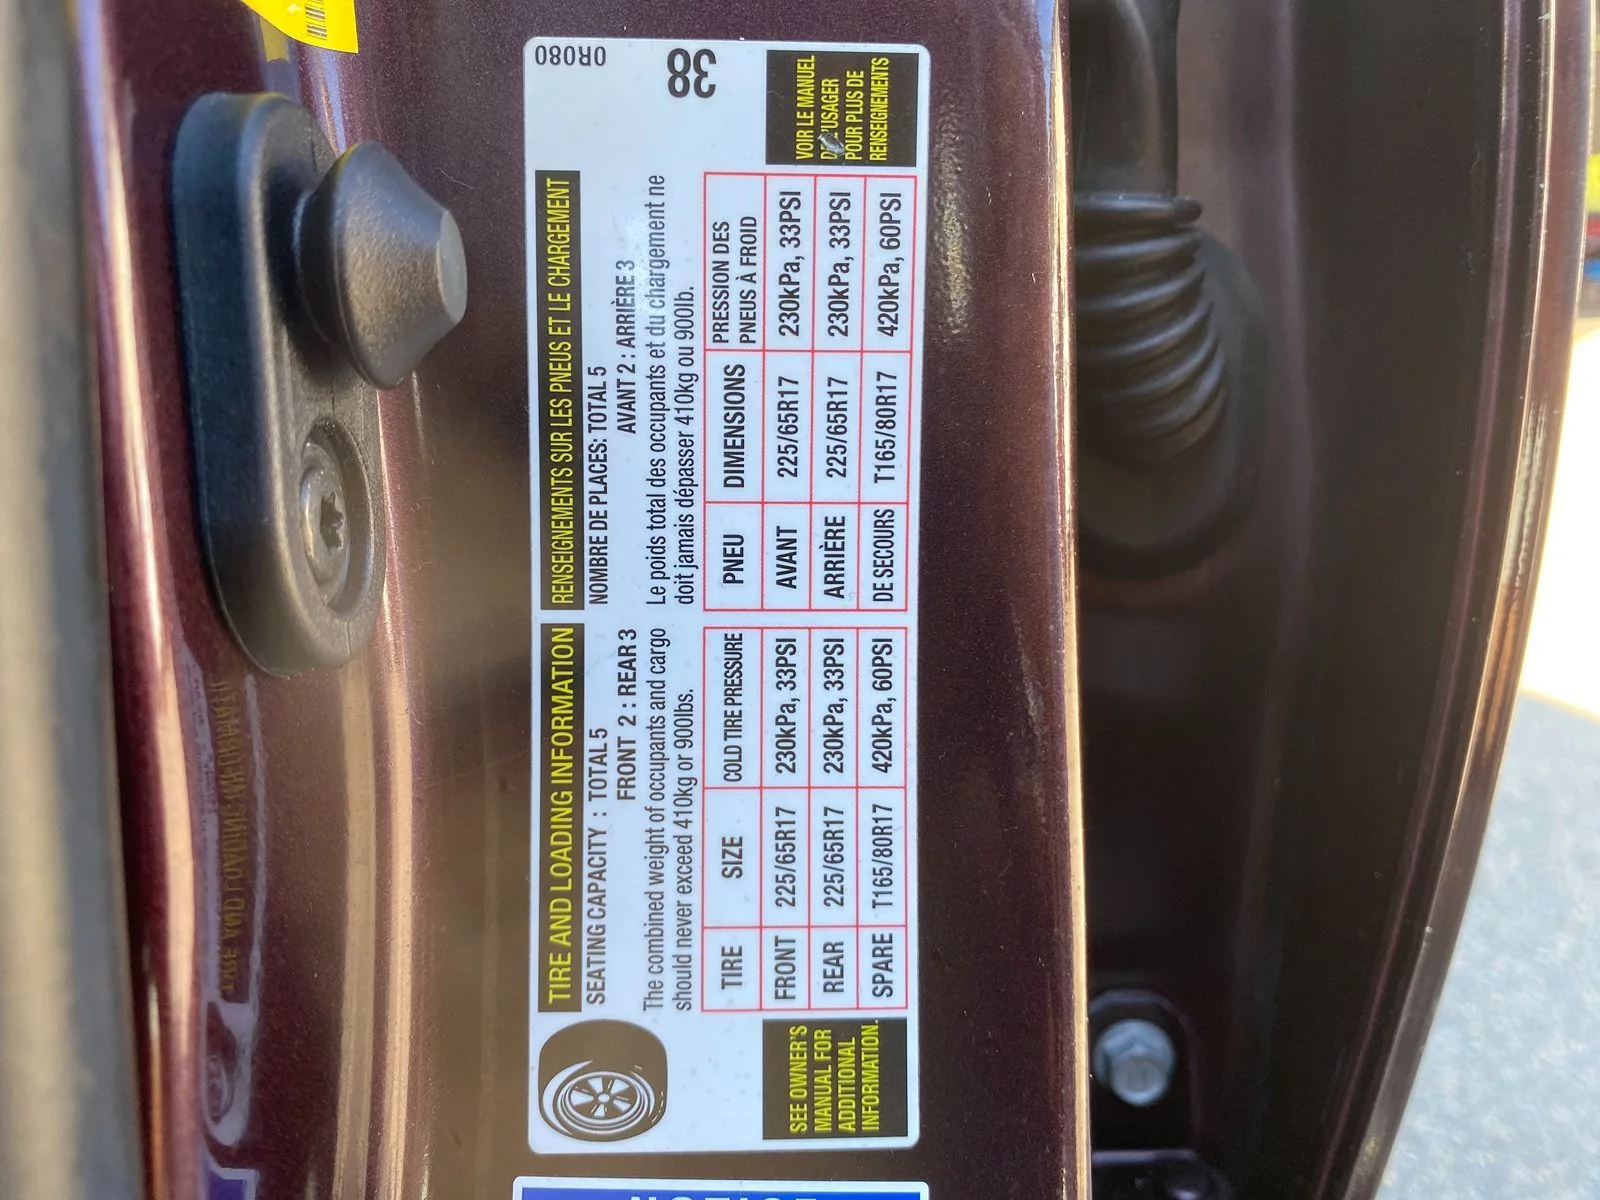 TIRE AND LOADING INFORMATION
SEATING CAPACITY : TOTAL 5
FRONT 2 : REAR 3
The combined weight of occupants and cargo
should never exceed 410kg or 900lbs.
TIRE SIZE COLD TIRE PRESSURE
FRONT 225/65R17 230kPa, 33PSI
REAR 225/65R17 230kPa, 33PSI
SPARE T165/80R17 420kPa, 60PSI
SEE OWNER'S
MANUAL FOR
ADDITIONAL
INFORMATION.
RENSEIGNEMENTS SUR LES PNEUS ET LE CHARGEMENT
NOMBRE DE PLACES: TOTAL 5
AVANT 2 : ARRIÈRE 3
Le poids total des occupants et du chargement ne
doit jamais dépasser 410kg ou 900lb.
PNEU DIMENSIONS PRESSION DES
PNEUS À FROID
AVANT 225/65R17 230kPa, 33PSI
ARRIÈRE 225/65R17 230kPa, 33PSI
DE SECOURS T165/80R17 420kPa, 60PSI
VOIR LE MANUEL
DE L'USAGER
POUR PLUS DE
RENSEIGNEMENTS
0R080
38